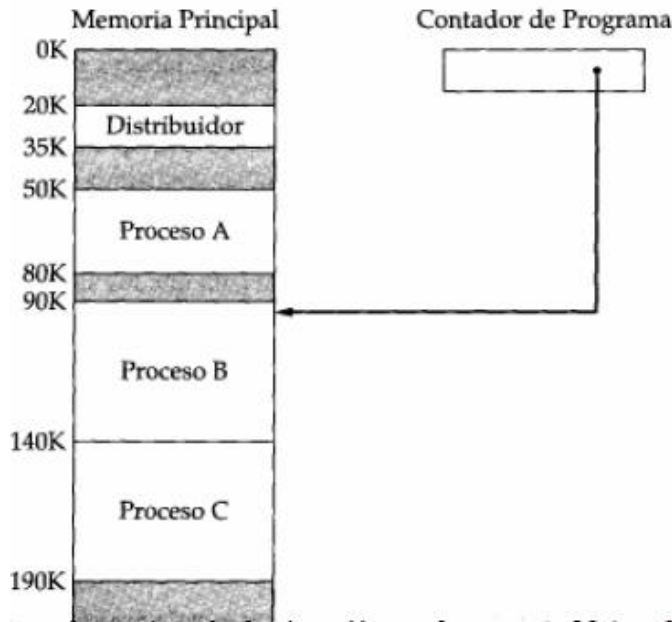 Memoria Principal
Contador de Programa
0K
20K
Distribuidor
35K
50K
Proceso A
80K
90K
Proceso B
140K
Proceso C
190K